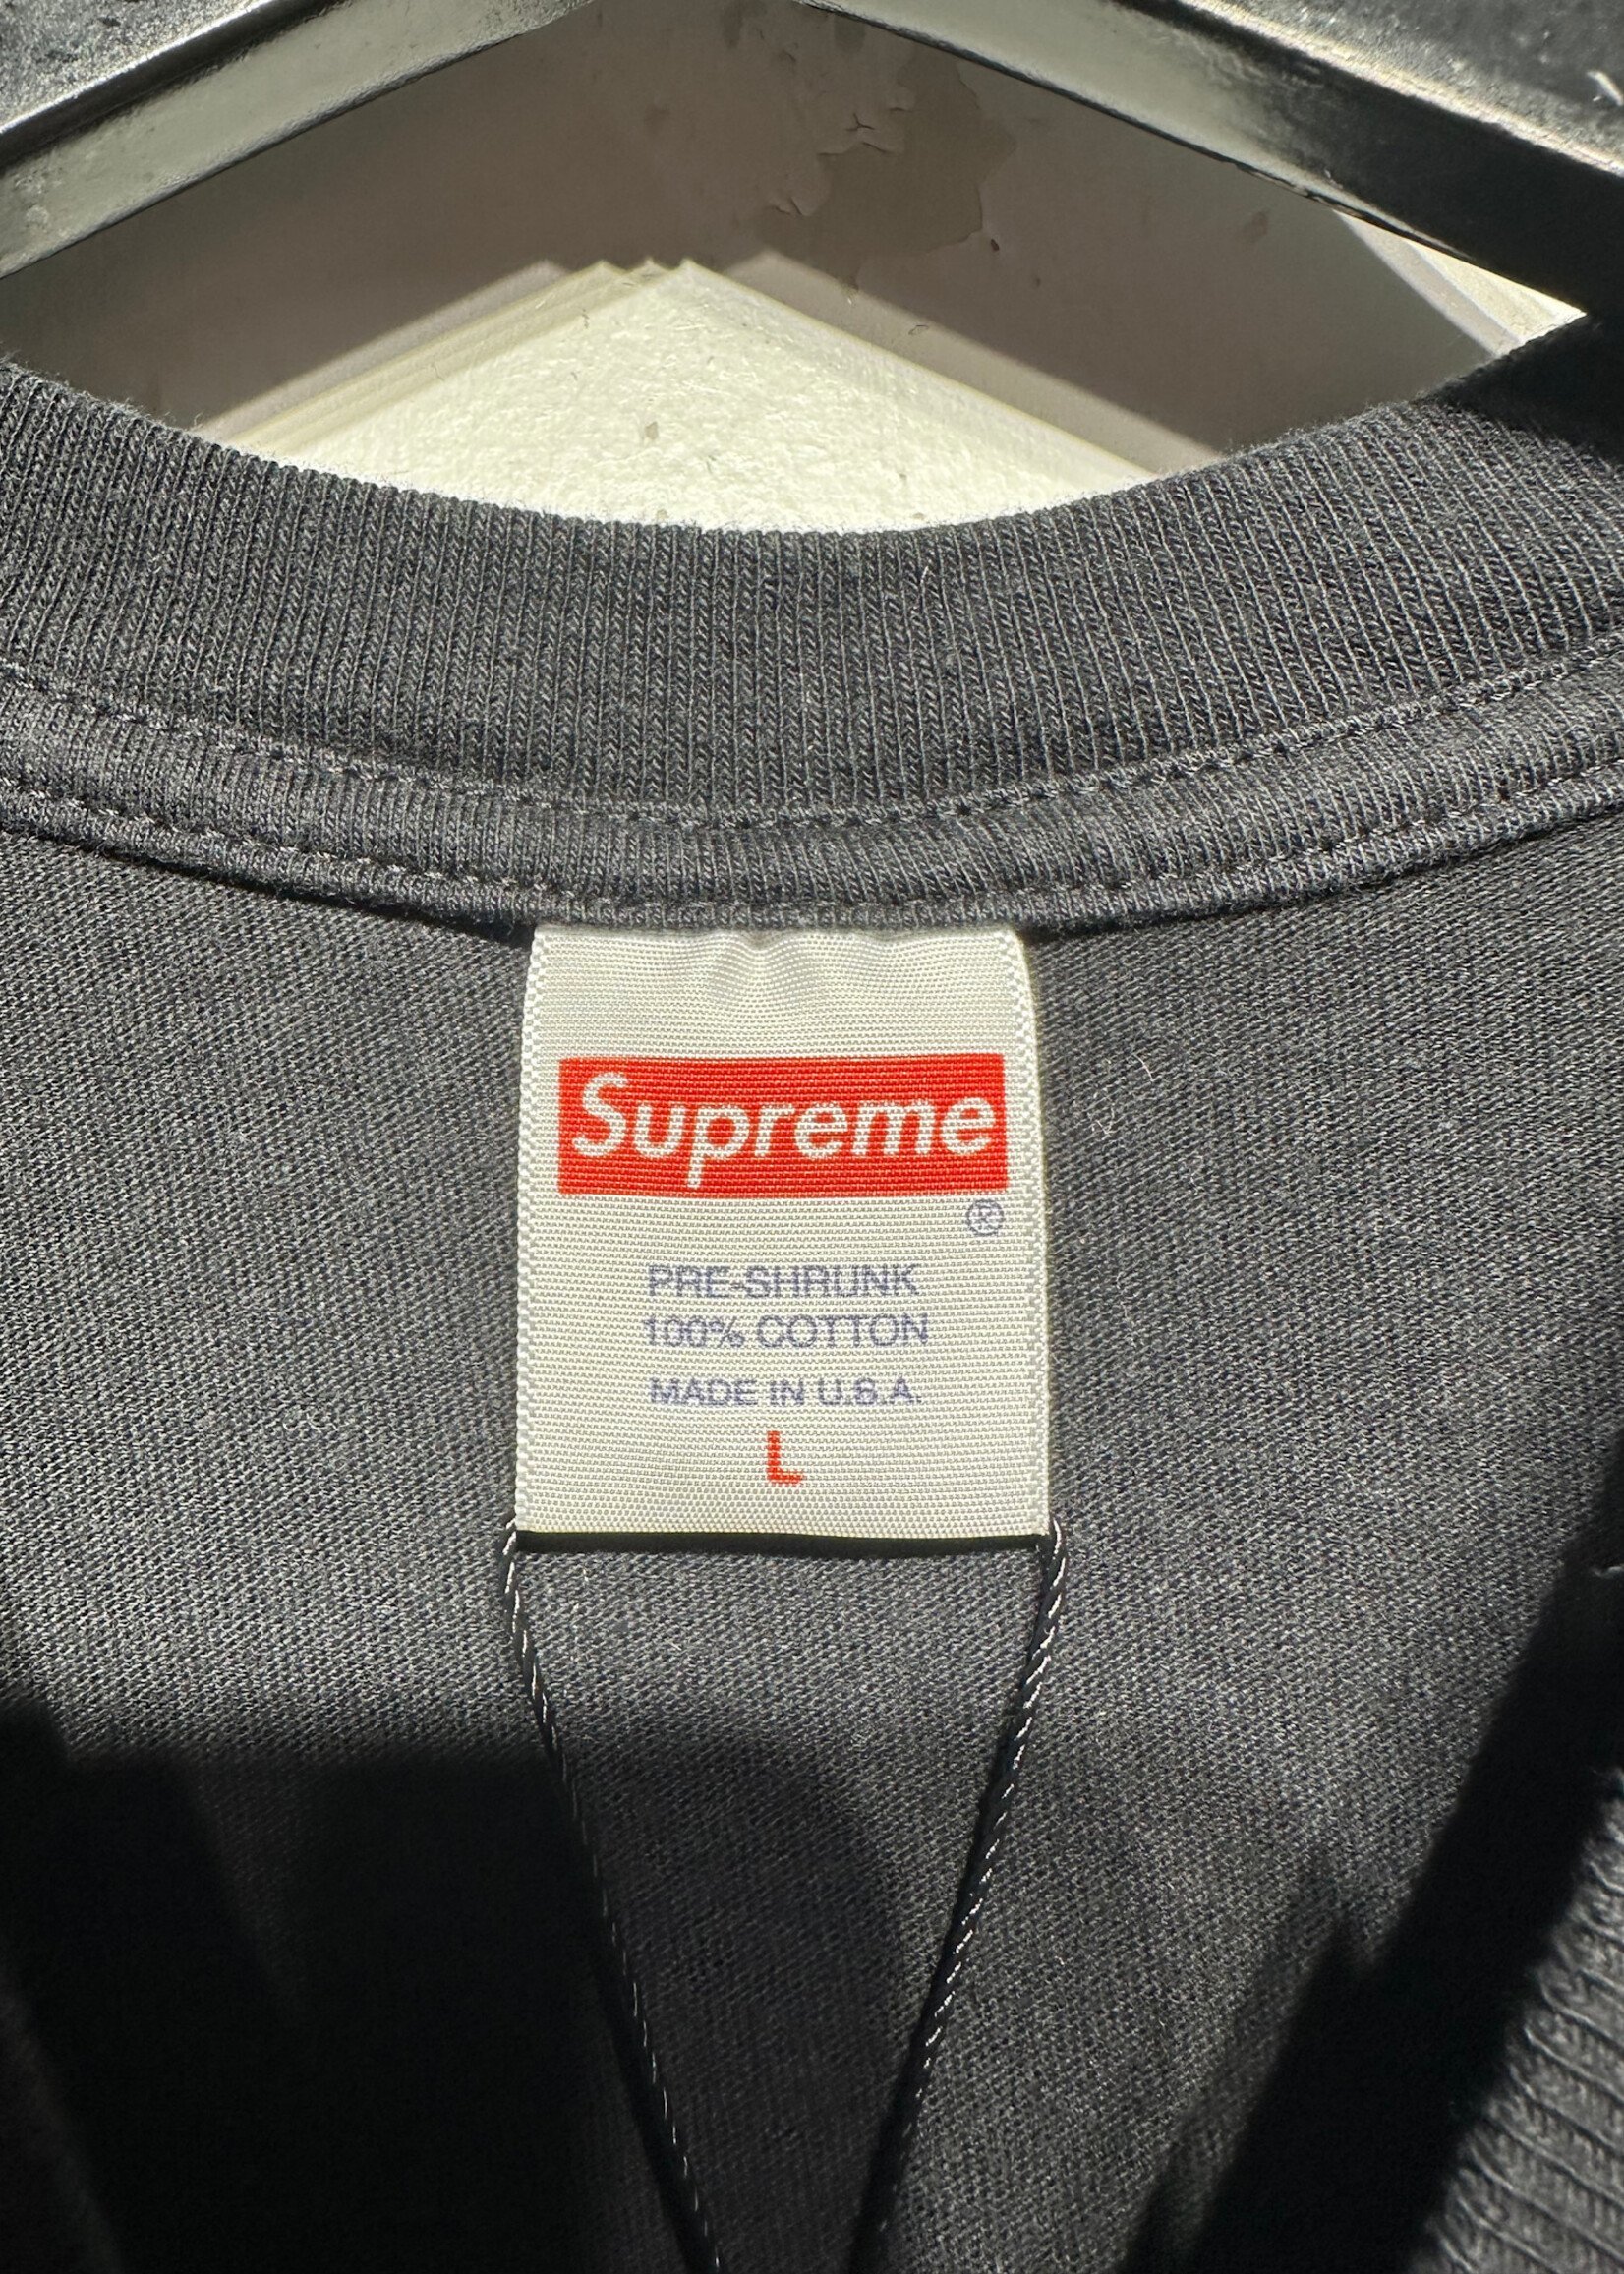 Supreme
®
PRE-SHRUNK
100% COTTON
MADE IN U.S.A.
L